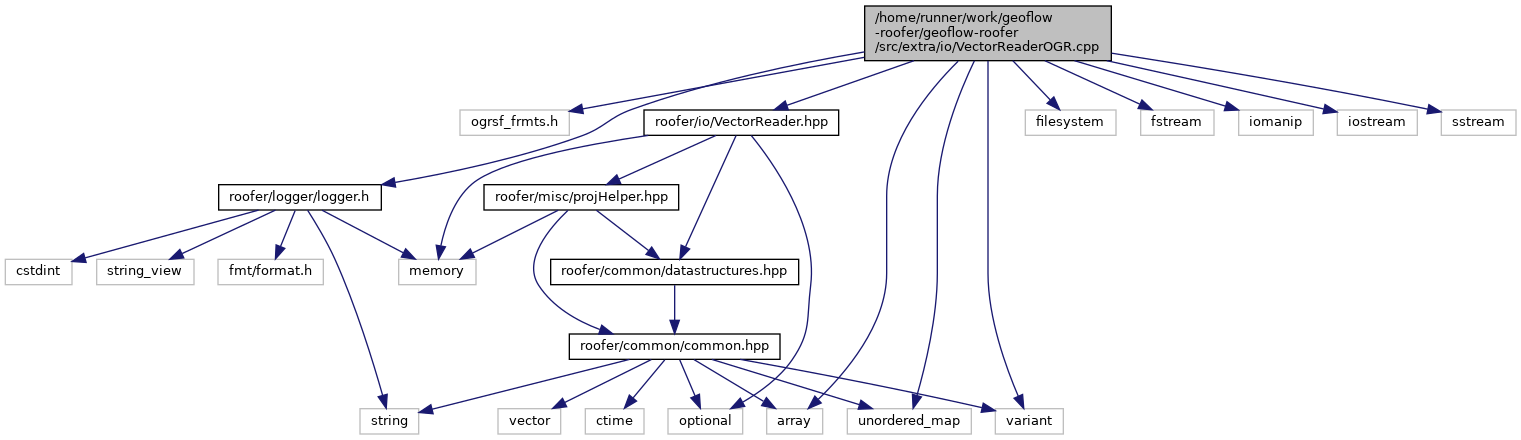 /home/runner/work/geoflow
-roofer/geoflow-roofer
/src/extra/io/VectorReaderOGR.cpp
ogrsf_frmts.h
roofer/io/VectorReader.hpp
filesystem
fstream
iomanip
iostream
sstream
roofer/logger/logger.h
roofer/misc/projHelper.hpp
cstdint
string_view
fmt/format.h
memory
roofer/common/datastructures.hpp
roofer/common/common.hpp
string
vector
ctime
optional
array
unordered_map
variant